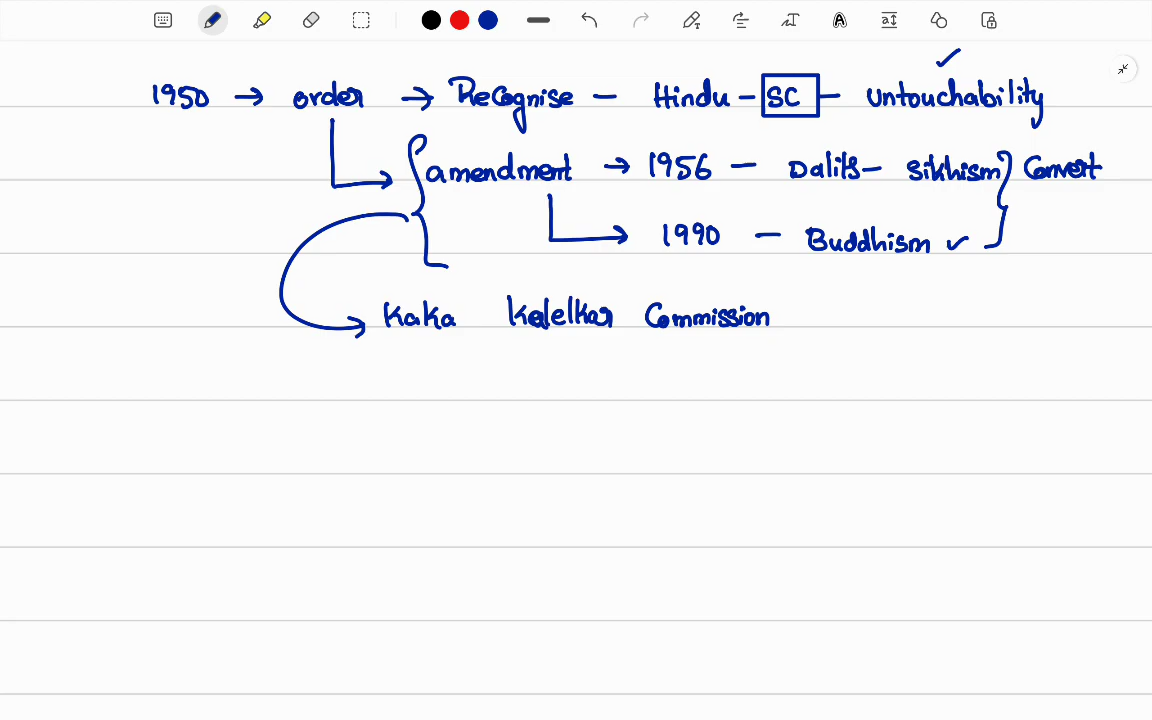 1950 → order → Recognise - Hindu - SC - Untouchability ✓
amendment → 1956 - Dalits - Sikhism } Convert
1990 - Buddhism ✓
Kaka Kalelkar Commission